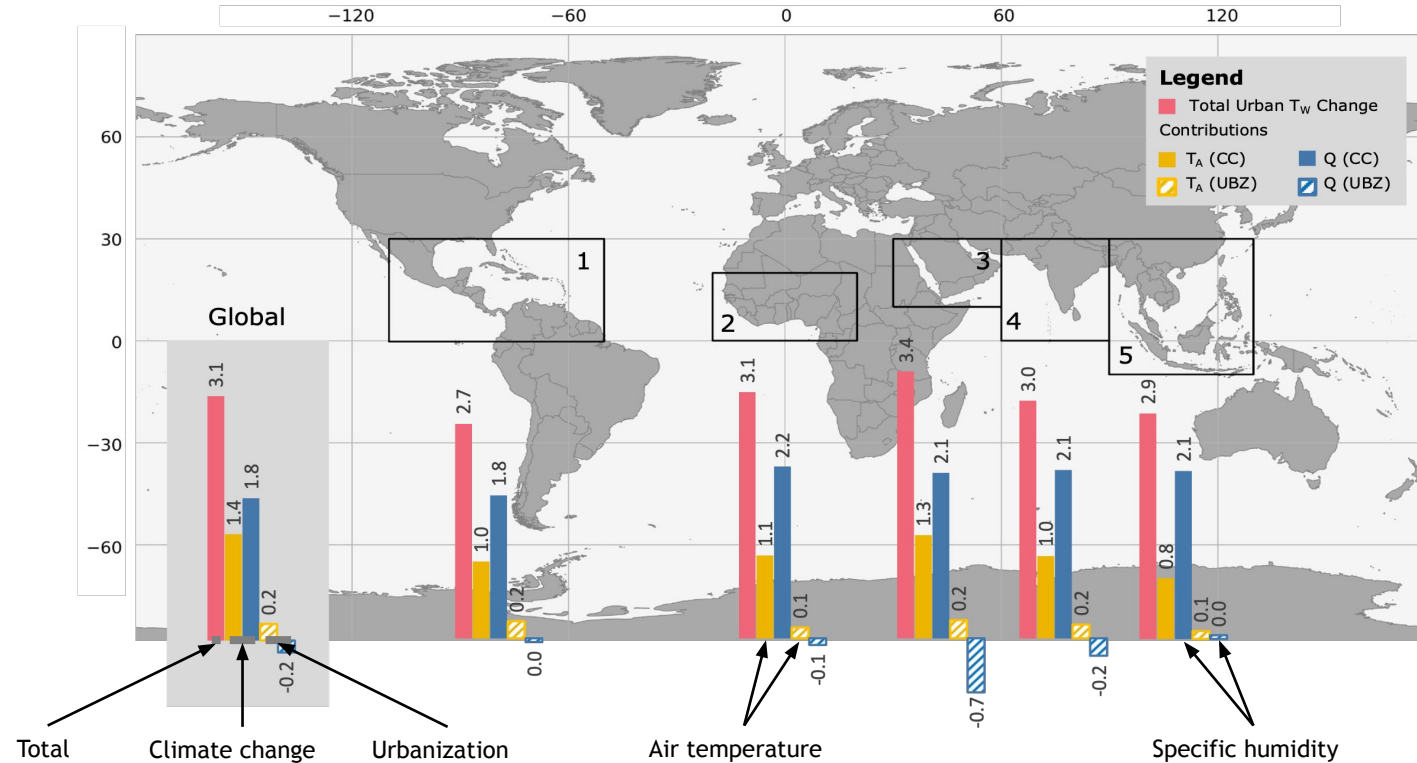 −120 −60 0 60 120
Legend
Total Urban T_W Change
Contributions
T_A (CC) Q (CC)
T_A (UBZ) Q (UBZ)
60
30
0
−30
−60
1
2
3
4
5
Global
3.1 1.4 1.8 0.2 -0.2
2.7 1.0 1.8 0.2 0.0
3.1 1.1 2.2 0.1 -0.1
3.4 1.3 2.1 0.2 -0.7
3.0 1.0 2.1 0.2 -0.2
2.9 0.8 2.1 0.1 0.0
Total Climate change Urbanization Air temperature Specific humidity